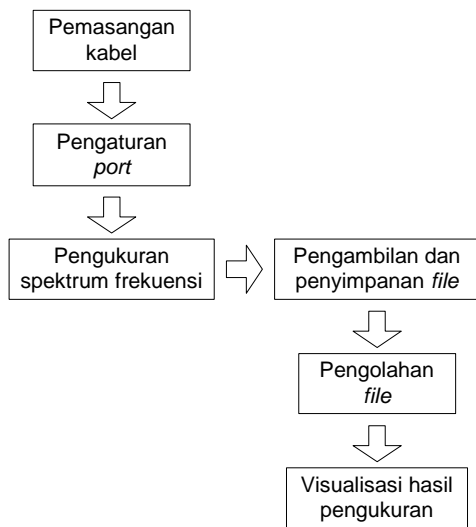 Pemasangan
kabel
Pengaturan
port
Pengukuran
spektrum frekuensi
Pengambilan dan
penyimpanan file
Pengolahan
file
Visualisasi hasil
pengukuran